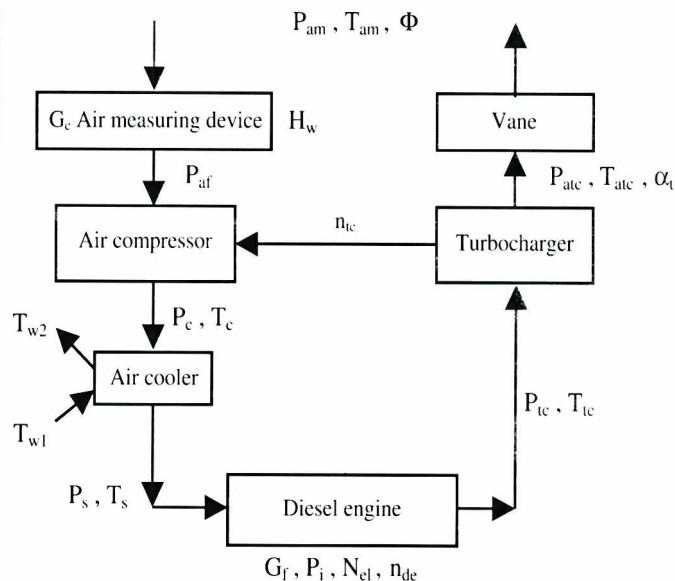 P_am , T_am , Φ
G_c Air measuring device
H_w
Vane
P_af
P_atc , T_atc , α_t
Air compressor
n_tc
Turbocharger
P_c , T_c
T_w2
Air cooler
T_w1
P_tc , T_tc
P_s , T_s
Diesel engine
G_f , P_i , N_el , n_de